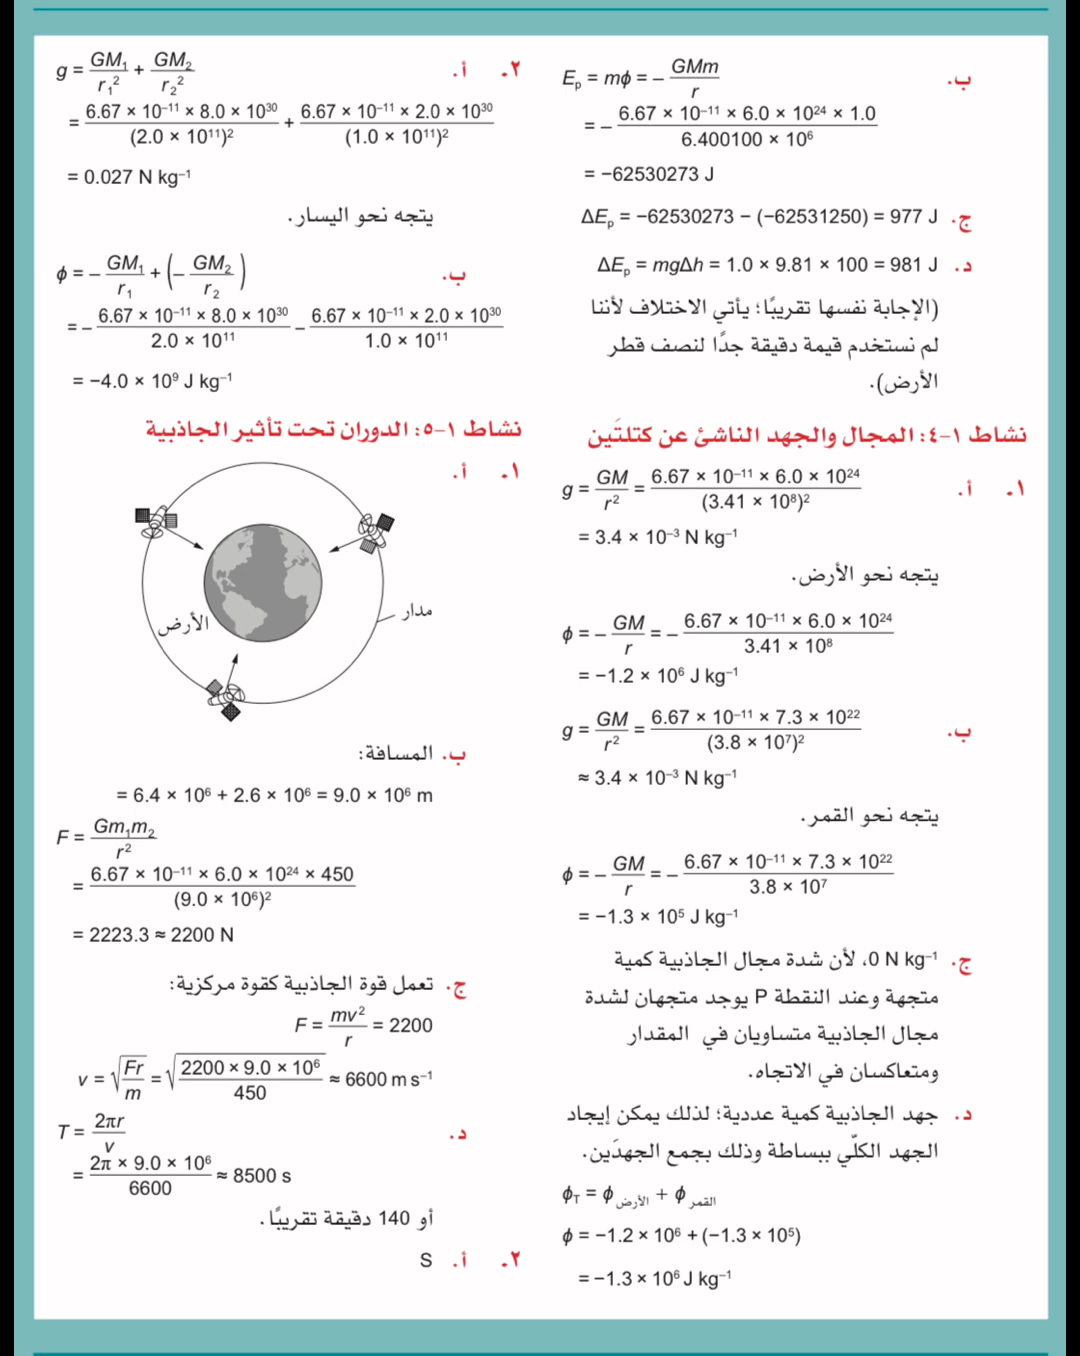 ب. E_p = mϕ = − GMm / r
= − 6.67 × 10⁻¹¹ × 6.0 × 10²⁴ × 1.0 / 6.400100 × 10⁶
= −62530273 J
ج. ΔE_p = −62530273 − (−62531250) = 977 J
د. ΔE_p = mgΔh = 1.0 × 9.81 × 100 = 981 J
(الإجابة نفسها تقريبًا؛ يأتي الاختلاف لأننا
لم نستخدم قيمة دقيقة جدًا لنصف قطر
الأرض).
نشاط ١-٤: المجال والجهد الناشئ عن كتلتَين
١. أ. g = GM / r² = 6.67 × 10⁻¹¹ × 6.0 × 10²⁴ / (3.41 × 10⁸)²
= 3.4 × 10⁻³ N kg⁻¹
يتجه نحو الأرض.
ϕ = − GM / r = − 6.67 × 10⁻¹¹ × 6.0 × 10²⁴ / 3.41 × 10⁸
= −1.2 × 10⁶ J kg⁻¹
ب. g = GM / r² = 6.67 × 10⁻¹¹ × 7.3 × 10²² / (3.8 × 10⁷)²
≈ 3.4 × 10⁻³ N kg⁻¹
يتجه نحو القمر.
ϕ = − GM / r = − 6.67 × 10⁻¹¹ × 7.3 × 10²² / 3.8 × 10⁷
= −1.3 × 10⁵ J kg⁻¹
ج. 0 N kg⁻¹، لأن شدة مجال الجاذبية كمية
متجهة وعند النقطة P يوجد متجهان لشدة
مجال الجاذبية متساويان في المقدار
ومتعاكسان في الاتجاه.
د. جهد الجاذبية كمية عددية؛ لذلك يمكن إيجاد
الجهد الكلّي ببساطة وذلك بجمع الجهدَين.
ϕ_T = ϕ_الأرض + ϕ_القمر
ϕ = −1.2 × 10⁶ + (−1.3 × 10⁵)
= −1.3 × 10⁶ J kg⁻¹
٢. أ. g = GM₁ / r₁² + GM₂ / r₂²
= 6.67 × 10⁻¹¹ × 8.0 × 10³⁰ / (2.0 × 10¹¹)² + 6.67 × 10⁻¹¹ × 2.0 × 10³⁰ / (1.0 × 10¹¹)²
= 0.027 N kg⁻¹
يتجه نحو اليسار.
ب. ϕ = − GM₁ / r₁ + (− GM₂ / r₂)
= − 6.67 × 10⁻¹¹ × 8.0 × 10³⁰ / 2.0 × 10¹¹ − 6.67 × 10⁻¹¹ × 2.0 × 10³⁰ / 1.0 × 10¹¹
= −4.0 × 10⁹ J kg⁻¹
نشاط ١-٥: الدوران تحت تأثير الجاذبية
١. أ.
مدار
الأرض
ب. المسافة:
= 6.4 × 10⁶ + 2.6 × 10⁶ = 9.0 × 10⁶ m
F = Gm₁m₂ / r²
= 6.67 × 10⁻¹¹ × 6.0 × 10²⁴ × 450 / (9.0 × 10⁶)²
= 2223.3 ≈ 2200 N
ج. تعمل قوة الجاذبية كقوة مركزية:
F = mv² / r = 2200
v = √(Fr / m) = √(2200 × 9.0 × 10⁶ / 450) ≈ 6600 m s⁻¹
د. T = 2πr / v
= 2π × 9.0 × 10⁶ / 6600 ≈ 8500 s
أو 140 دقيقة تقريبًا.
٢. أ. S